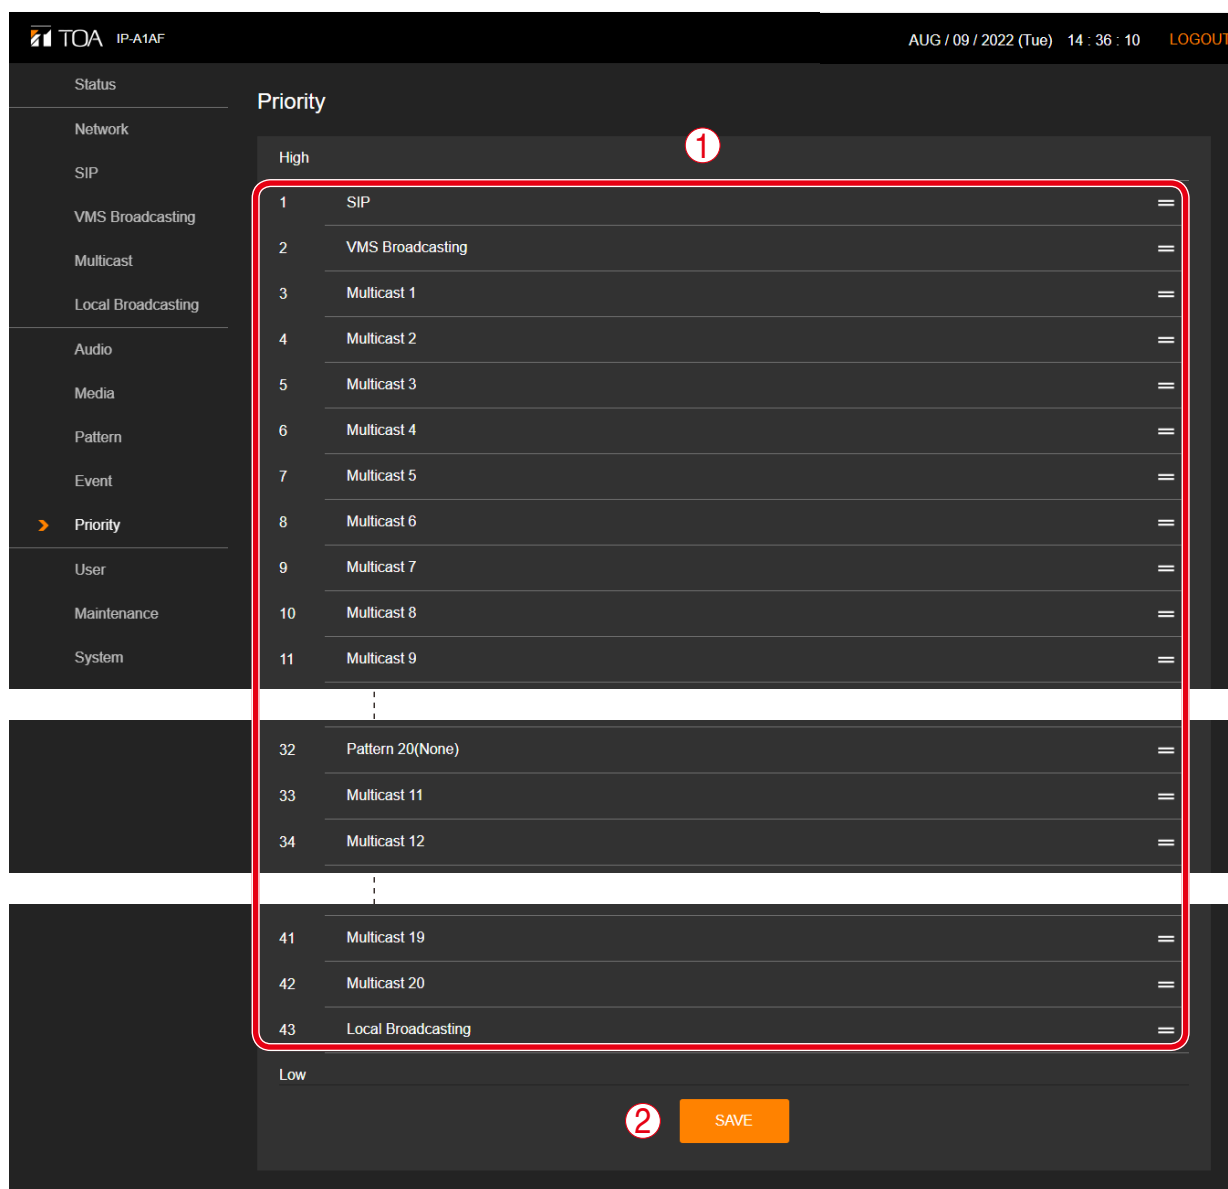 TOA IP-A1AF AUG / 09 / 2022 (Tue) 14 : 36 : 10 LOGOUT
Status
Network
SIP
VMS Broadcasting
Multicast
Local Broadcasting
Audio
Media
Pattern
Event
Priority
User
Maintenance
System
Priority
1
High
1 SIP
2 VMS Broadcasting
3 Multicast 1
4 Multicast 2
5 Multicast 3
6 Multicast 4
7 Multicast 5
8 Multicast 6
9 Multicast 7
10 Multicast 8
11 Multicast 9
32 Pattern 20(None)
33 Multicast 11
34 Multicast 12
41 Multicast 19
42 Multicast 20
43 Local Broadcasting
Low
2 SAVE